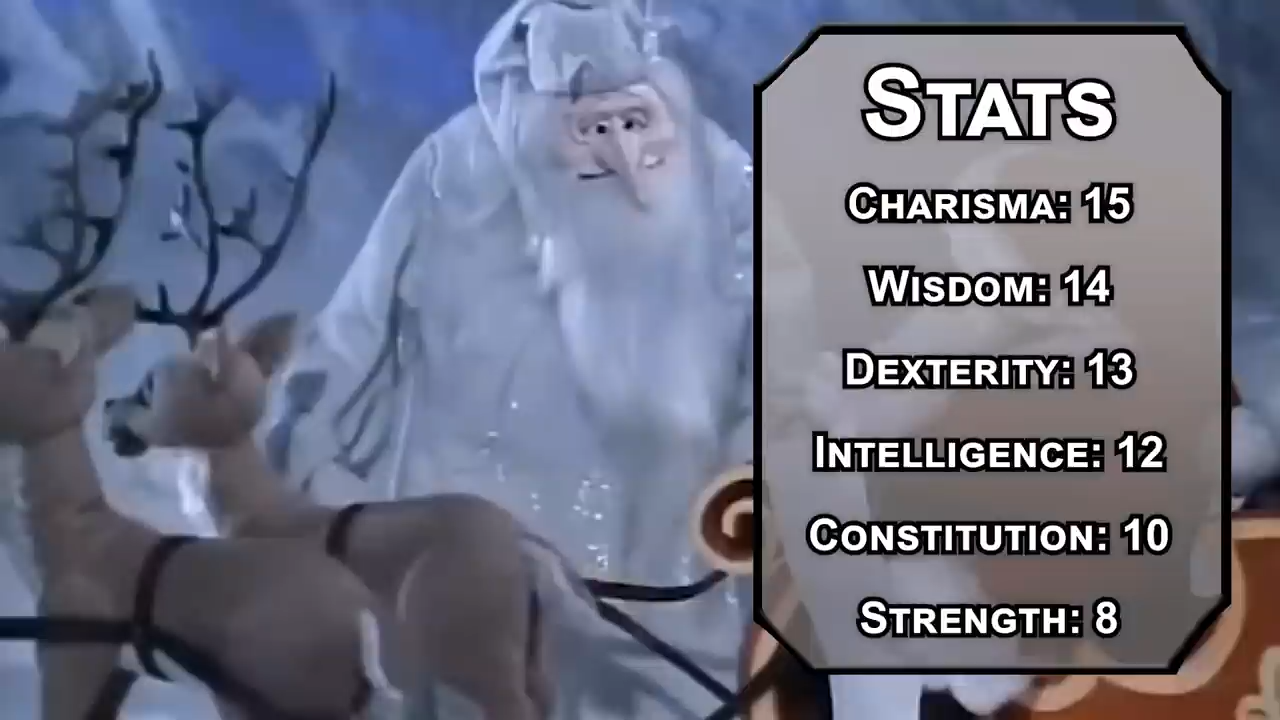 Stats
Charisma: 15
Wisdom: 14
Dexterity: 13
Intelligence: 12
Constitution: 10
Strength: 8